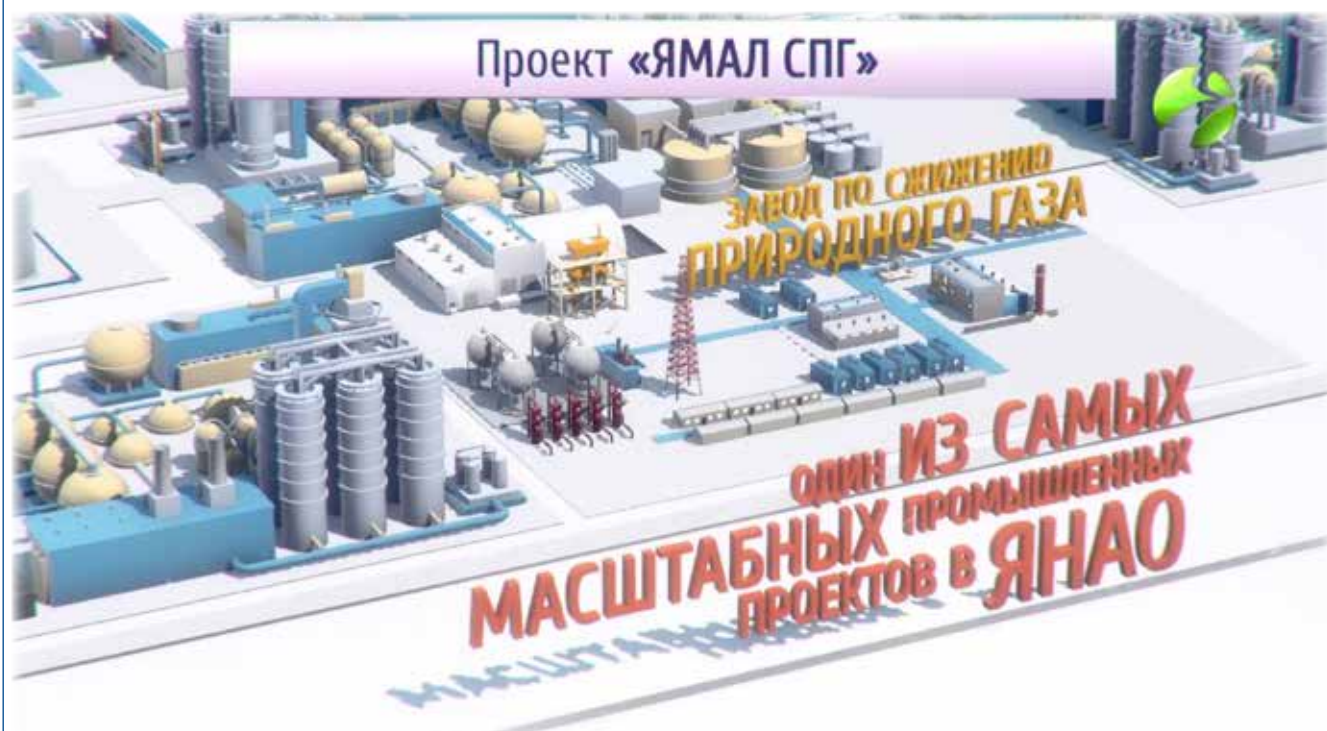 Проект «ЯМАЛ СПГ»
ЗАВОД ПО СЖИЖЕНИЮ
ПРИРОДНОГО ГАЗА
ОДИН ИЗ САМЫХ
МАСШТАБНЫХ ПРОМЫШЛЕННЫХ
ПРОЕКТОВ В ЯНАО